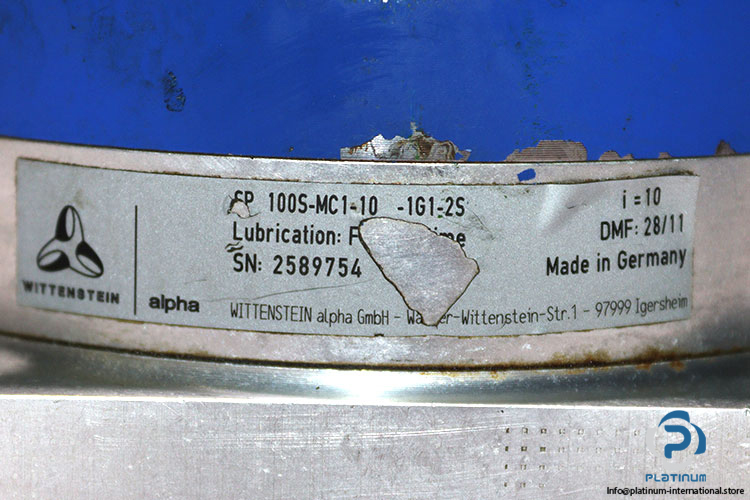 SP 100S-MC1-10 -1G1-2S
i = 10
Lubrication:
DMF: 28/11
SN: 2589754
Made in Germany
WITTENSTEIN
alpha
WITTENSTEIN alpha GmbH - -Wittenstein-Str.1 - 97999 Igersheim
PLATINUM
Info@platinum-international.store